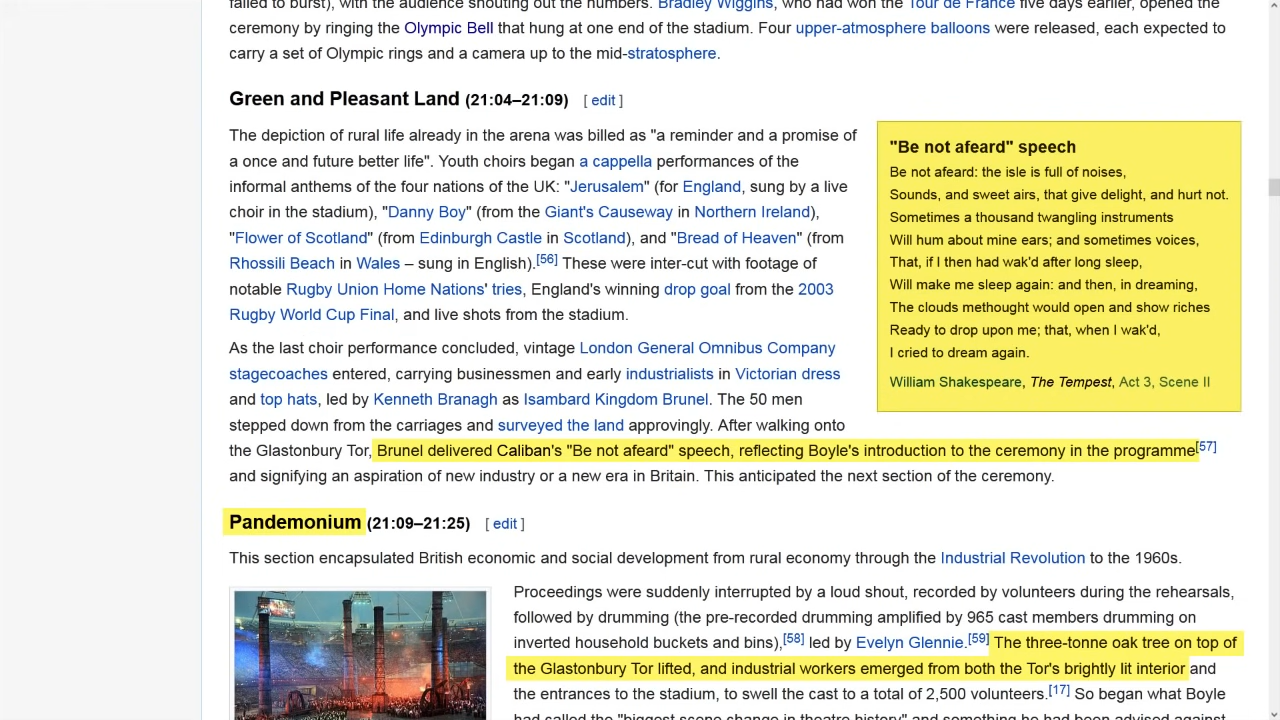 failed to burst), with the audience shouting out the numbers. Bradley Wiggins, who had won the Tour de France five days earlier, opened the
ceremony by ringing the Olympic Bell that hung at one end of the stadium. Four upper-atmosphere balloons were released, each expected to
carry a set of Olympic rings and a camera up to the mid-stratosphere.
Green and Pleasant Land (21:04–21:09) [ edit ]
The depiction of rural life already in the arena was billed as "a reminder and a promise of
a once and future better life". Youth choirs began a cappella performances of the
informal anthems of the four nations of the UK: "Jerusalem" (for England, sung by a live
choir in the stadium), "Danny Boy" (from the Giant's Causeway in Northern Ireland),
"Flower of Scotland" (from Edinburgh Castle in Scotland), and "Bread of Heaven" (from
Rhossili Beach in Wales – sung in English).[56] These were inter-cut with footage of
notable Rugby Union Home Nations' tries, England's winning drop goal from the 2003
Rugby World Cup Final, and live shots from the stadium.
As the last choir performance concluded, vintage London General Omnibus Company
stagecoaches entered, carrying businessmen and early industrialists in Victorian dress
and top hats, led by Kenneth Branagh as Isambard Kingdom Brunel. The 50 men
stepped down from the carriages and surveyed the land approvingly. After walking onto
the Glastonbury Tor, Brunel delivered Caliban's "Be not afeard" speech, reflecting Boyle's introduction to the ceremony in the programme[57]
and signifying an aspiration of new industry or a new era in Britain. This anticipated the next section of the ceremony.
"Be not afeard" speech
Be not afeard: the isle is full of noises,
Sounds, and sweet airs, that give delight, and hurt not.
Sometimes a thousand twangling instruments
Will hum about mine ears; and sometimes voices,
That, if I then had wak'd after long sleep,
Will make me sleep again: and then, in dreaming,
The clouds methought would open and show riches
Ready to drop upon me; that, when I wak'd,
I cried to dream again.
William Shakespeare, The Tempest, Act 3, Scene II
Pandemonium (21:09–21:25) [ edit ]
This section encapsulated British economic and social development from rural economy through the Industrial Revolution to the 1960s.
Proceedings were suddenly interrupted by a loud shout, recorded by volunteers during the rehearsals,
followed by drumming (the pre-recorded drumming amplified by 965 cast members drumming on
inverted household buckets and bins),[58] led by Evelyn Glennie.[59] The three-tonne oak tree on top of
the Glastonbury Tor lifted, and industrial workers emerged from both the Tor's brightly lit interior and
the entrances to the stadium, to swell the cast to a total of 2,500 volunteers.[17] So began what Boyle
had called the "biggest scene change in theatre history" and something he had been advised against